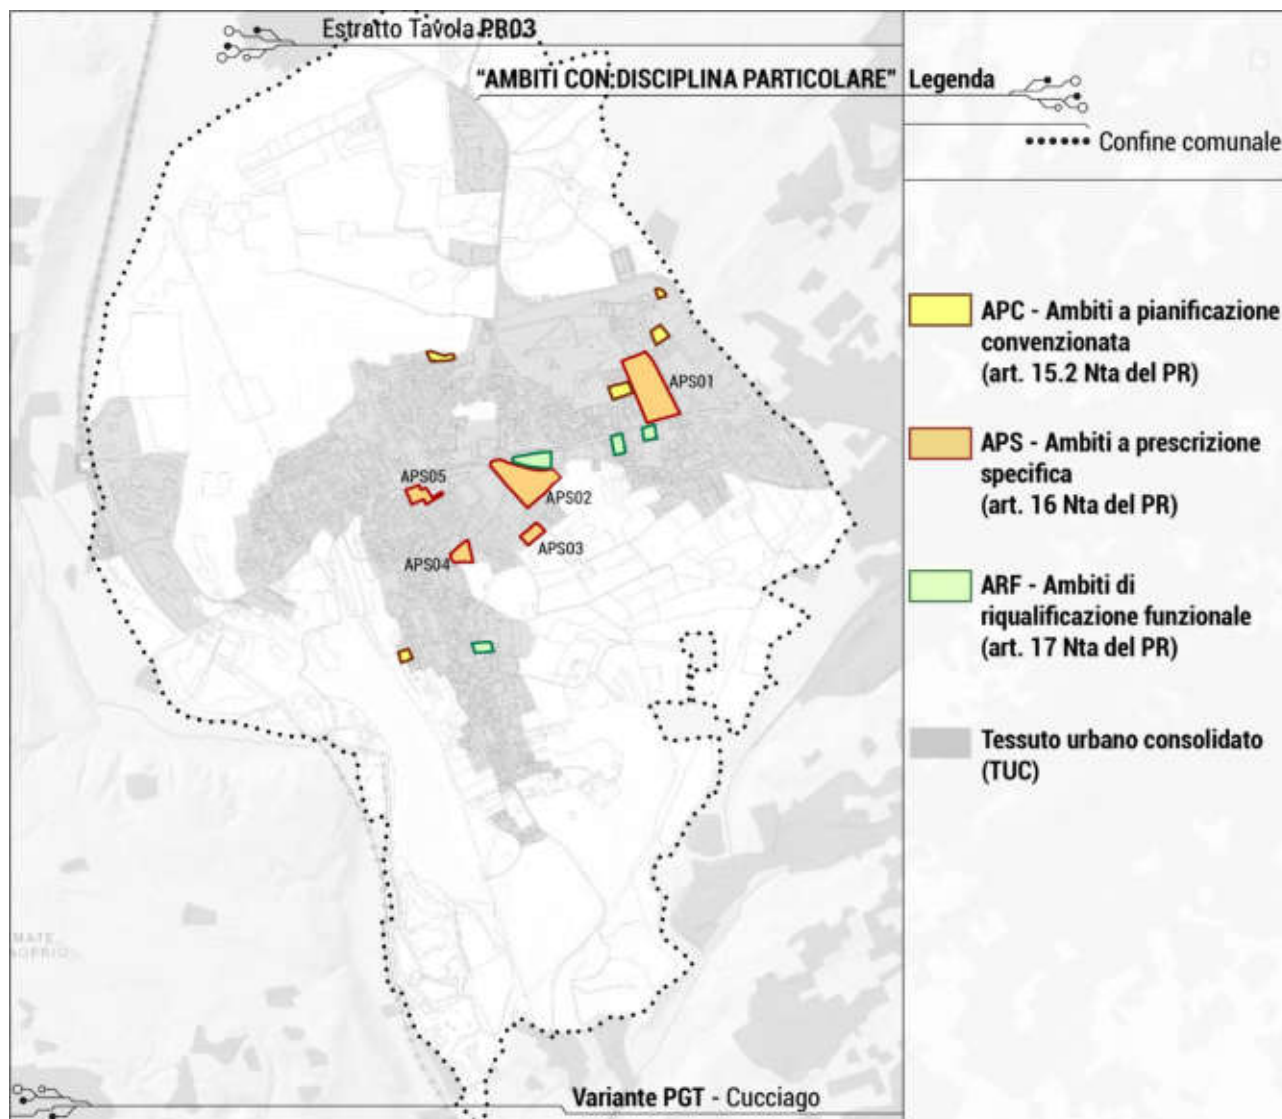 Estratto Tavola PR03
"AMBITI CON:DISCIPLINA PARTICOLARE"
Legenda
Confine comunale
APC - Ambiti a pianificazione
convenzionata
(art. 15.2 Nta del PR)
APS - Ambiti a prescrizione
specifica
(art. 16 Nta del PR)
ARF - Ambiti di
riqualificazione funzionale
(art. 17 Nta del PR)
Tessuto urbano consolidato
(TUC)
APS01
APS05
APS02
APS03
APS04
Variante PGT - Cucciago